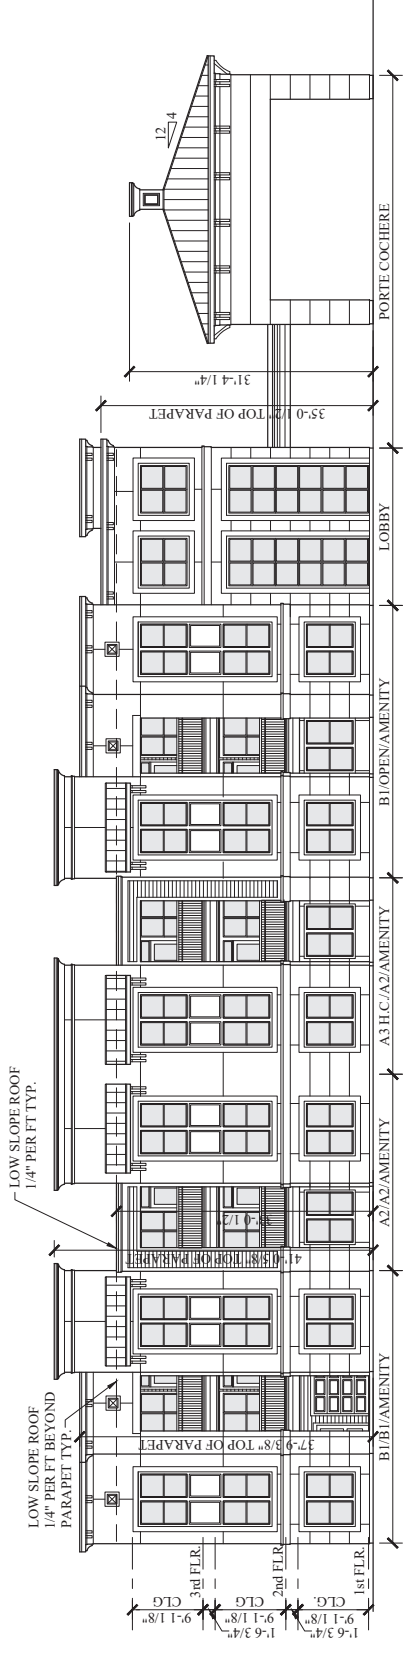 LOW SLOPE ROOF
1/4" PER FT BEYOND
PARAPET TYP.
LOW SLOPE ROOF
1/4" PER FT TYP.
12
4
37'-9 3/8" TOP OF PARAPET
41'-0 5/8" TOP OF PARAPET
35'-0 1/2" TOP OF PARAPET
31'-4 1/4"
3rd FLR.
2nd FLR.
1st FLR.
9'-1 1/8"
CLG
1'-6 3/4"
9'-1 1/8"
CLG
1'-6 3/4"
9'-1 1/8"
CLG.
B1/B1/AMENITY
A2/A2/AMENITY
A3 H.C./A2/AMENITY
B1/OPEN/AMENITY
LOBBY
PORTE COCHERE